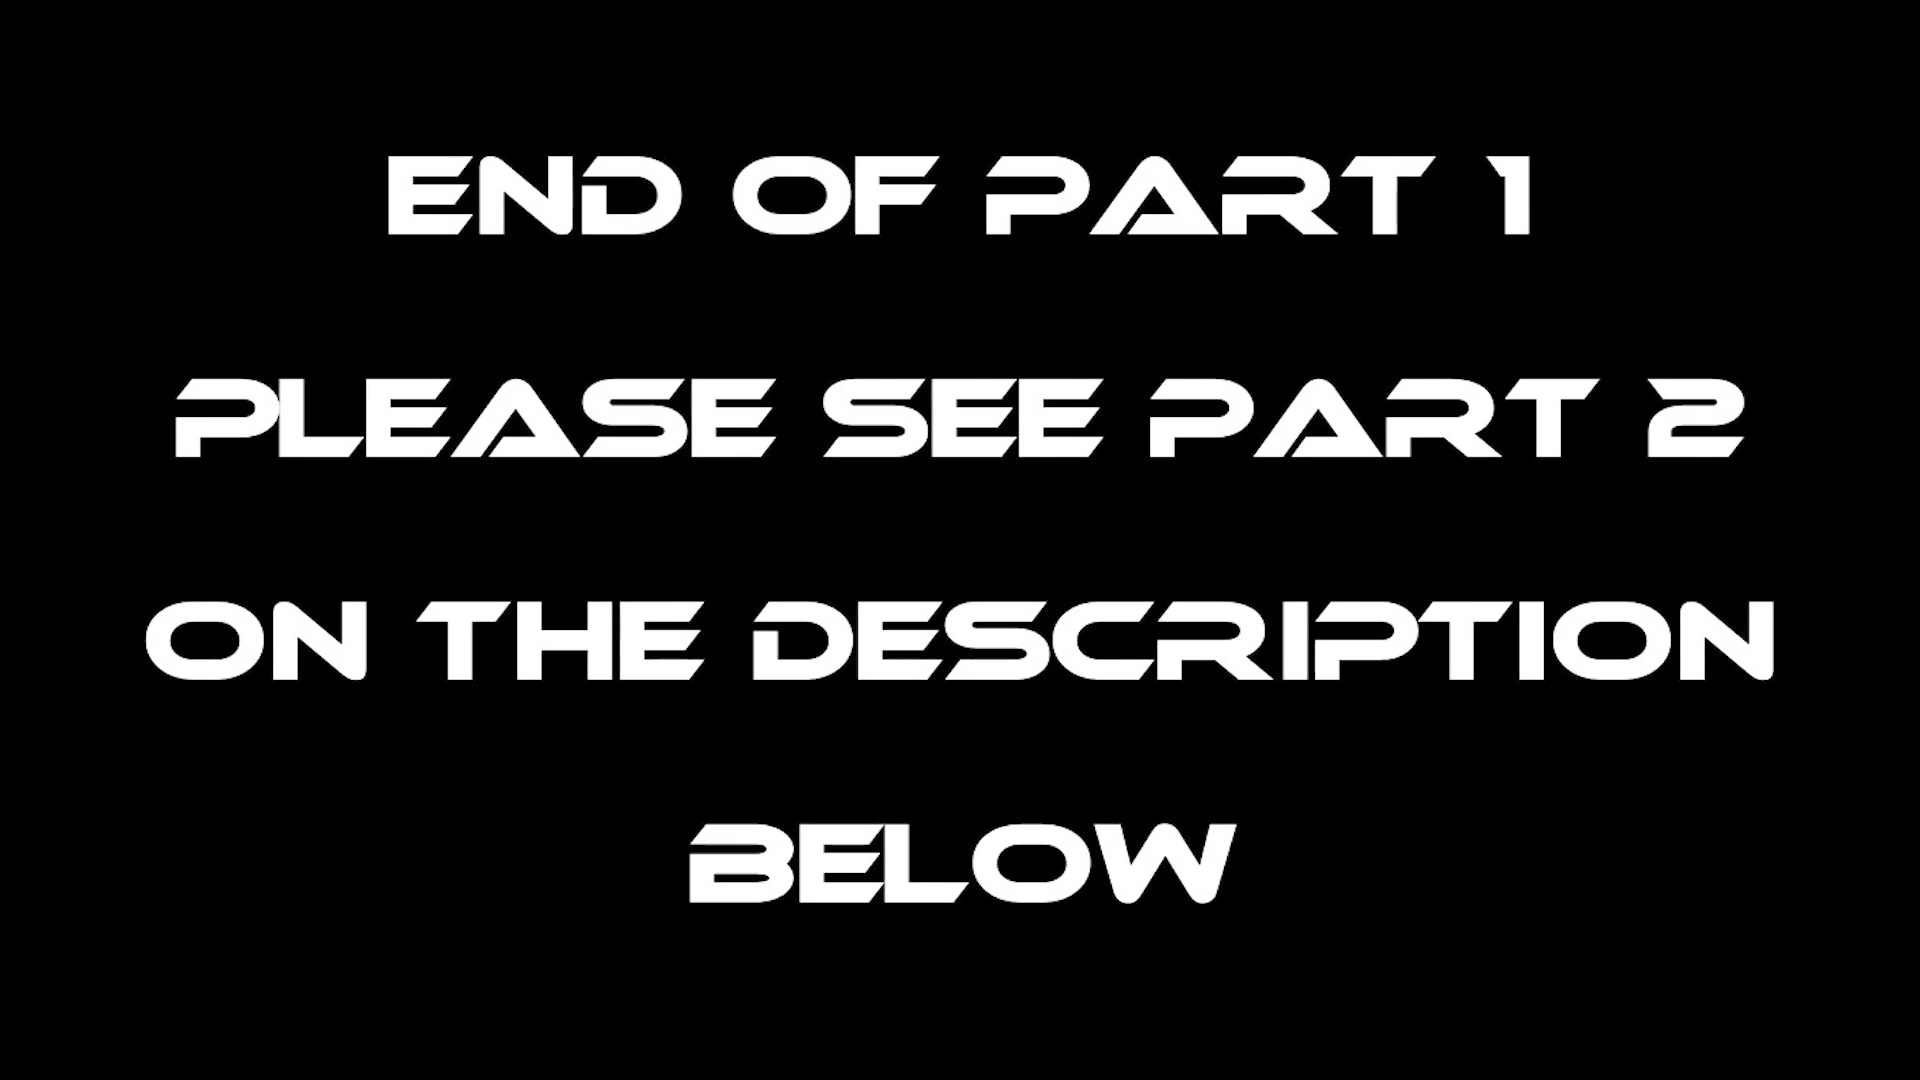 END OF PART 1
PLEASE SEE PART 2
ON THE DESCRIPTION
BELOW